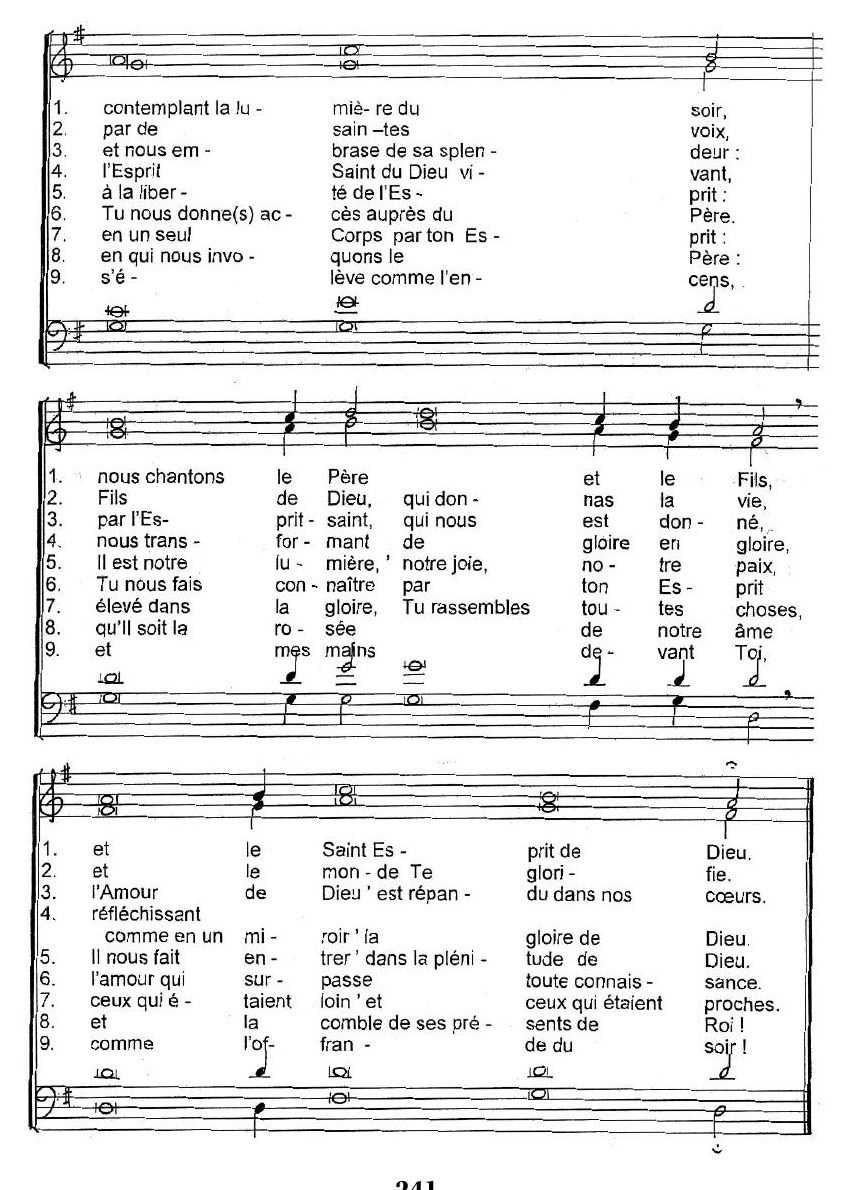 1. contemplant la lu - miè- re du soir,
2. par de sain –tes voix,
3. et nous em - brase de sa splen - deur :
4. l'Esprit Saint du Dieu vi - vant,
5. à la liber - té de l'Es - prit :
6. Tu nous donne(s) ac - cès auprès du Père.
7. en un seul Corps par ton Es - prit :
8. en qui nous invo - quons le Père :
9. s'é - lève comme l'en - cens,
1. nous chantons le Père et le Fils,
2. Fils de Dieu, qui don - nas la vie,
3. par l'Es- prit - saint, qui nous est don - né,
4. nous trans - for - mant de gloire en gloire,
5. Il est notre lu - mière, ' notre joie, no - tre paix,
6. Tu nous fais con - naître par ton Es - prit
7. élevé dans la gloire, Tu rassembles tou - tes choses,
8. qu'Il soit la ro - sée de notre âme
9. et mes mains de - vant Toi,
1. et le Saint Es - prit de Dieu.
2. et le mon - de Te glori - fie.
3. l'Amour de Dieu ' est répan - du dans nos cœurs.
4. réfléchissant
comme en un mi - roir ' la gloire de Dieu.
5. Il nous fait en - trer ' dans la pléni - tude de Dieu.
6. l'amour qui sur - passe toute connais - sance.
7. ceux qui é - taient loin ' et ceux qui étaient proches.
8. et la comble de ses pré - sents de Roi !
9. comme l'of- fran - de du soir !
241